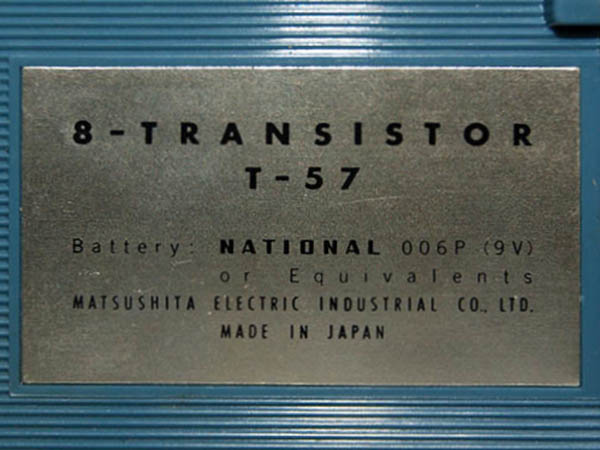 8-TRANSISTOR
T-57
Battery: NATIONAL 006P (9V)
or Equivalents
MATSUSHITA ELECTRIC INDUSTRIAL CO., LTD.
MADE IN JAPAN